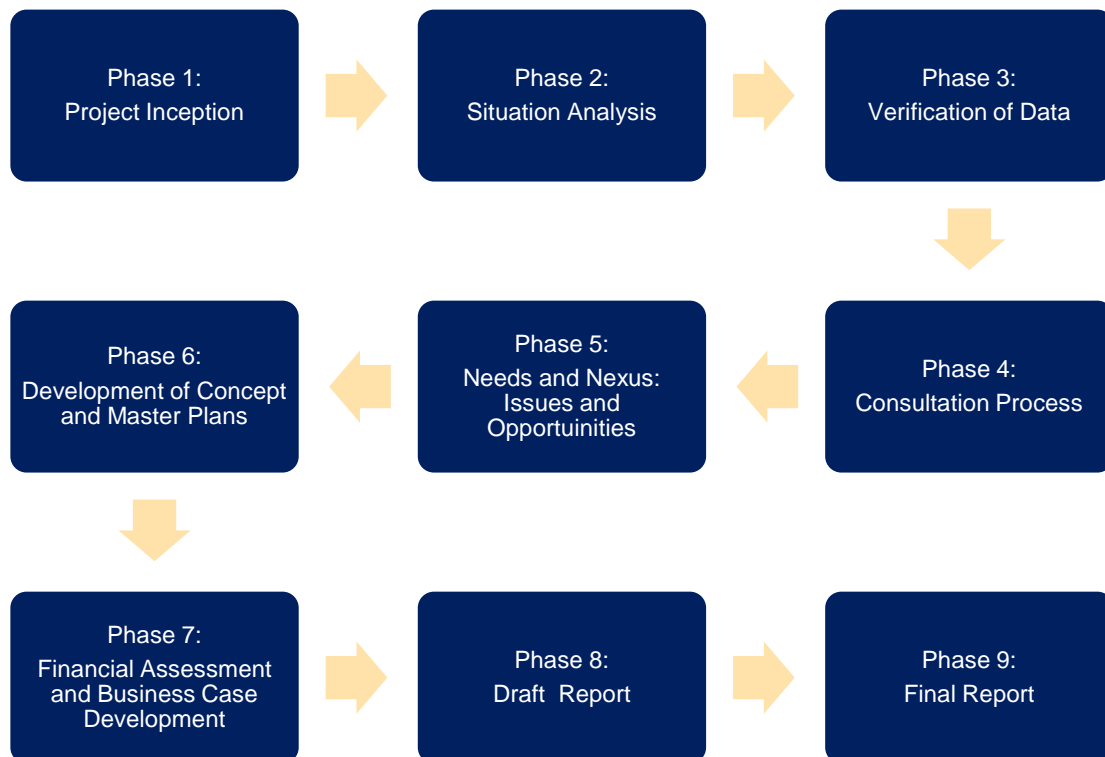 Phase 1:
Project Inception
Phase 2:
Situation Analysis
Phase 3:
Verification of Data
Phase 4:
Consultation Process
Phase 5:
Needs and Nexus:
Issues and
Opportuinities
Phase 6:
Development of Concept
and Master Plans
Phase 7:
Financial Assessment
and Business Case
Development
Phase 8:
Draft  Report
Phase 9:
Final Report